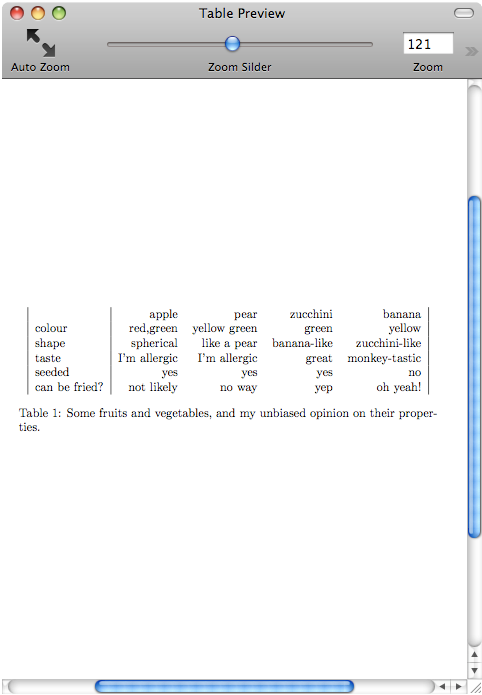 Table Preview
121
Auto Zoom Zoom Silder Zoom
apple pear zucchini banana
colour red,green yellow green green yellow
shape spherical like a pear banana-like zucchini-like
taste I'm allergic I'm allergic great monkey-tastic
seeded yes yes yes no
can be fried? not likely no way yep oh yeah!
Table 1: Some fruits and vegetables, and my unbiased opinion on their proper-
ties.